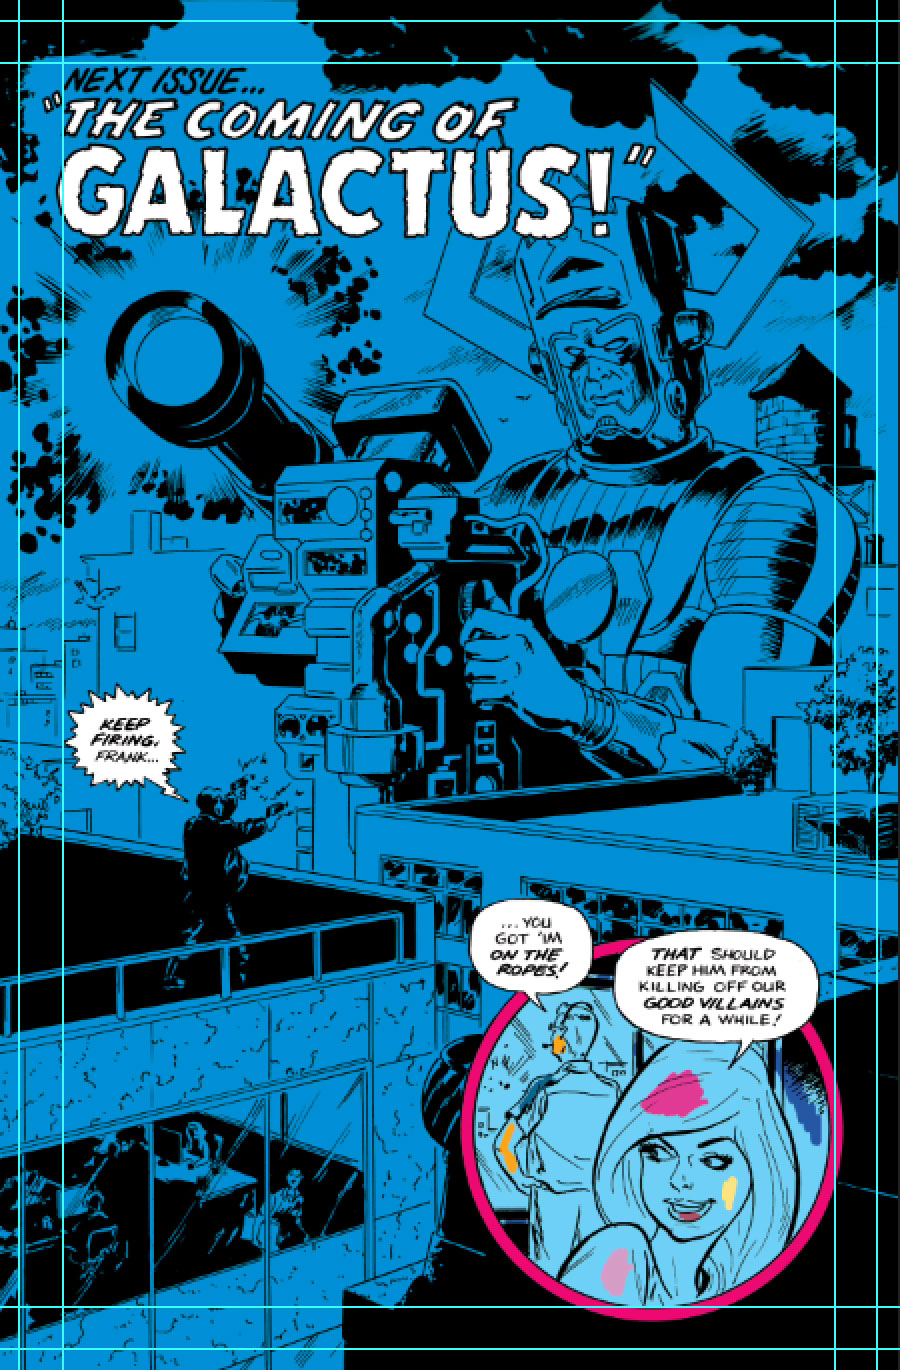 NEXT ISSUE...
"THE COMING OF
GALACTUS!"
KEEP
FIRING,
FRANK...
...YOU
GOT 'IM
ON THE
ROPES!
THAT SHOULD
KEEP HIM FROM
KILLING OFF OUR
GOOD VILLAINS
FOR A WHILE!